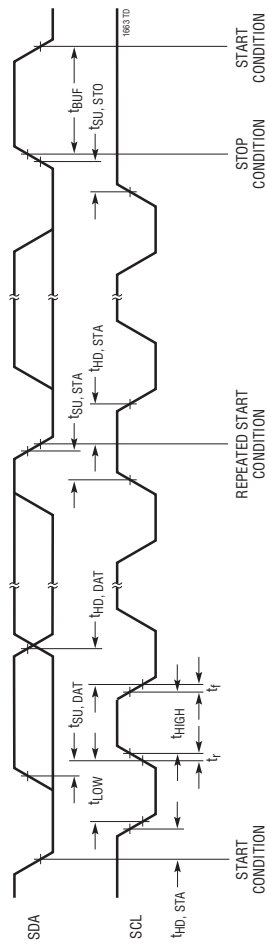 SDA
tSU, DAT
tHD, DAT
tSU, STA
tHD, STA
tBUF
tSU, STO
tLOW
SCL
1663 TD
tHD, STA
tr
tHIGH
tf
START
CONDITION
REPEATED START
CONDITION
STOP
CONDITION
START
CONDITION